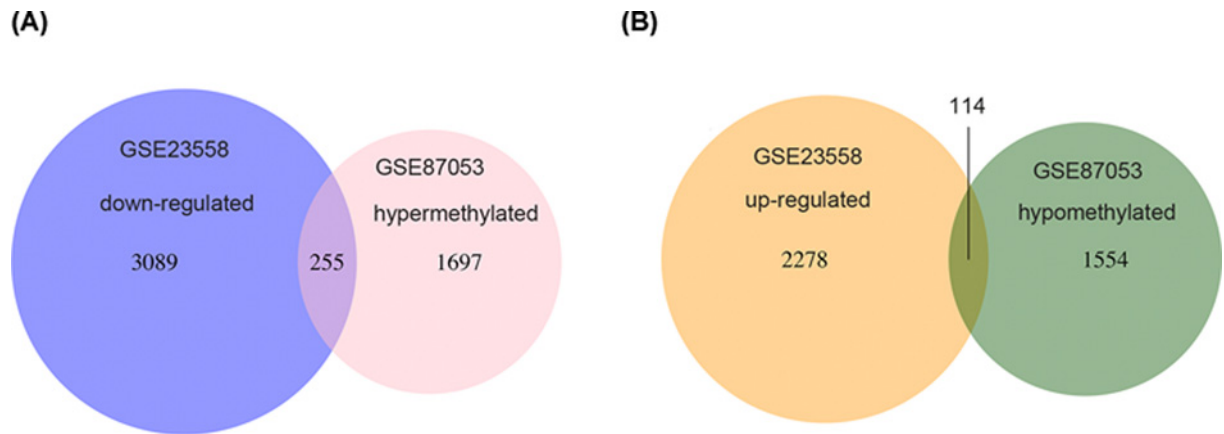 (A)
GSE23558
down-regulated
3089
255
GSE87053
hypermethylated
1697
(B)
114
GSE23558
up-regulated
2278
GSE87053
hypomethylated
1554